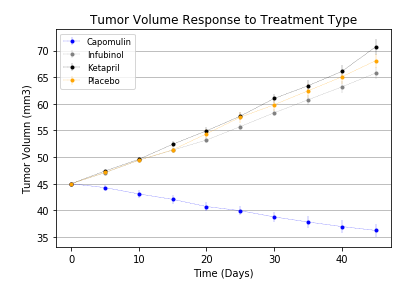 Tumor Volume Response to Treatment Type
Capomulin
Infubinol
Ketapril
Placebo
Tumor Volumn (mm3)
70
65
60
55
50
45
40
35
0 10 20 30 40
Time (Days)